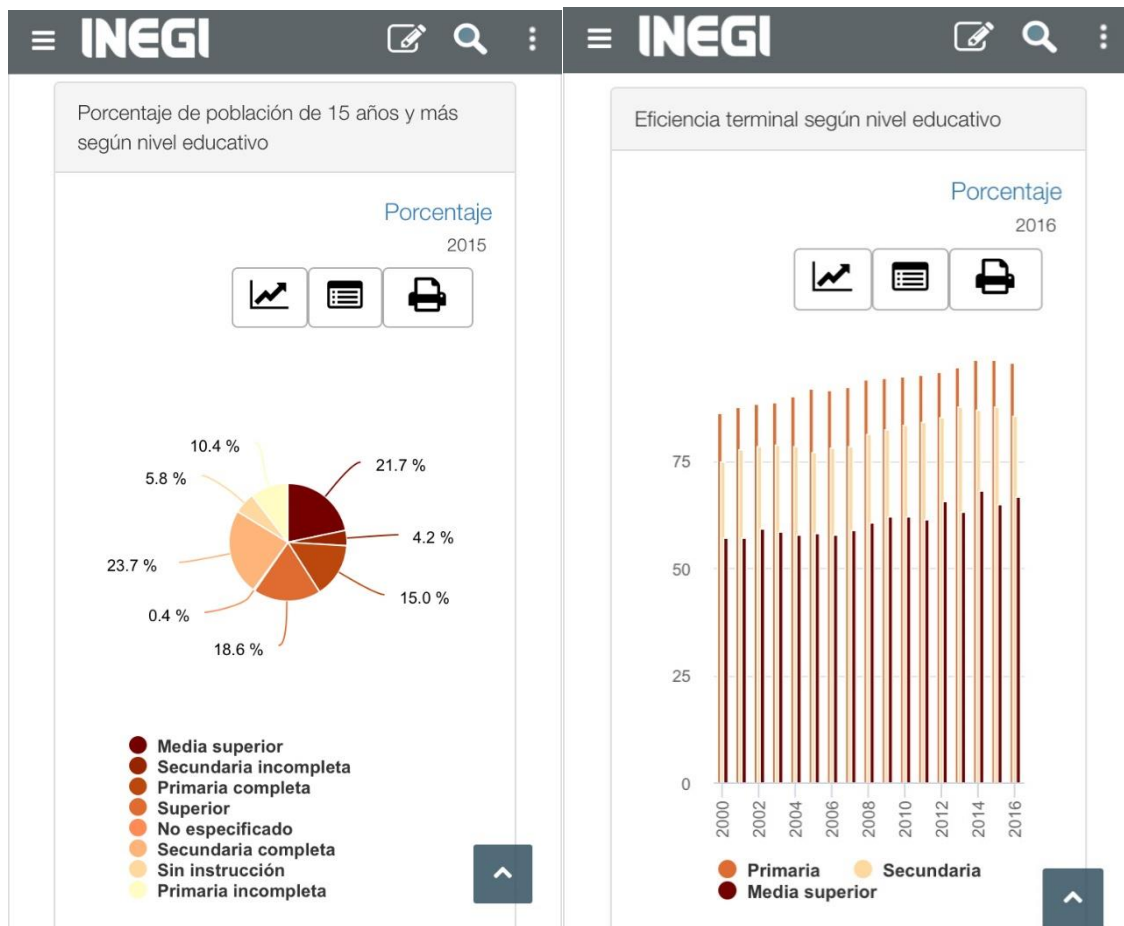 INEGI
Porcentaje de población de 15 años y más
según nivel educativo
Porcentaje
2015
10.4 %
21.7 %
5.8 %
4.2 %
23.7 %
15.0 %
0.4 %
18.6 %
Media superior
Secundaria incompleta
Primaria completa
Superior
No especificado
Secundaria completa
Sin instrucción
Primaria incompleta
INEGI
Eficiencia terminal según nivel educativo
Porcentaje
2016
75
50
25
0
2000 2002 2004 2006 2008 2010 2012 2014 2016
Primaria Secundaria
Media superior